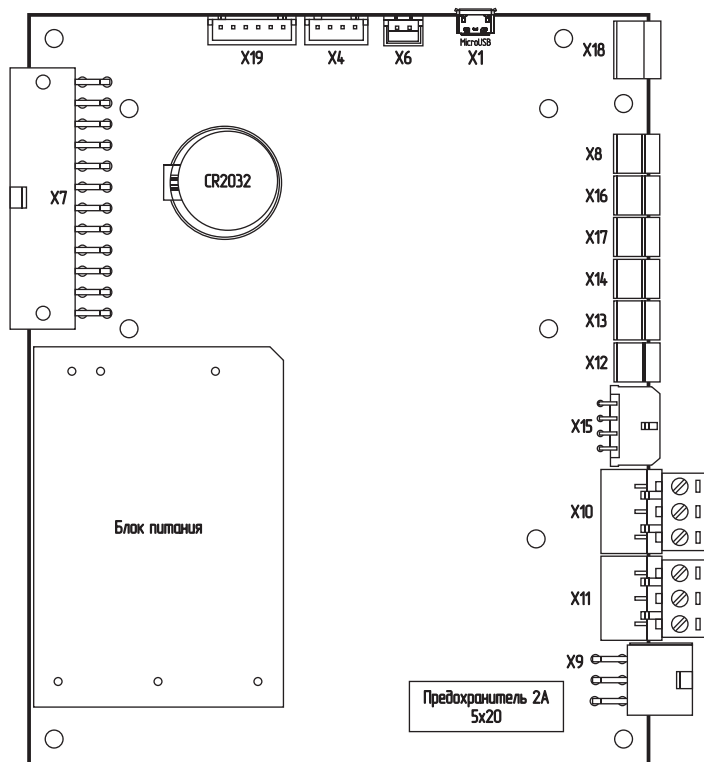 MicroUSB
X19
X4
X6
X1
X18
X8
CR2032
X7
X16
X17
X14
X13
X12
X15
X10
Блок питания
X11
X9
Предохранитель 2А
5х20